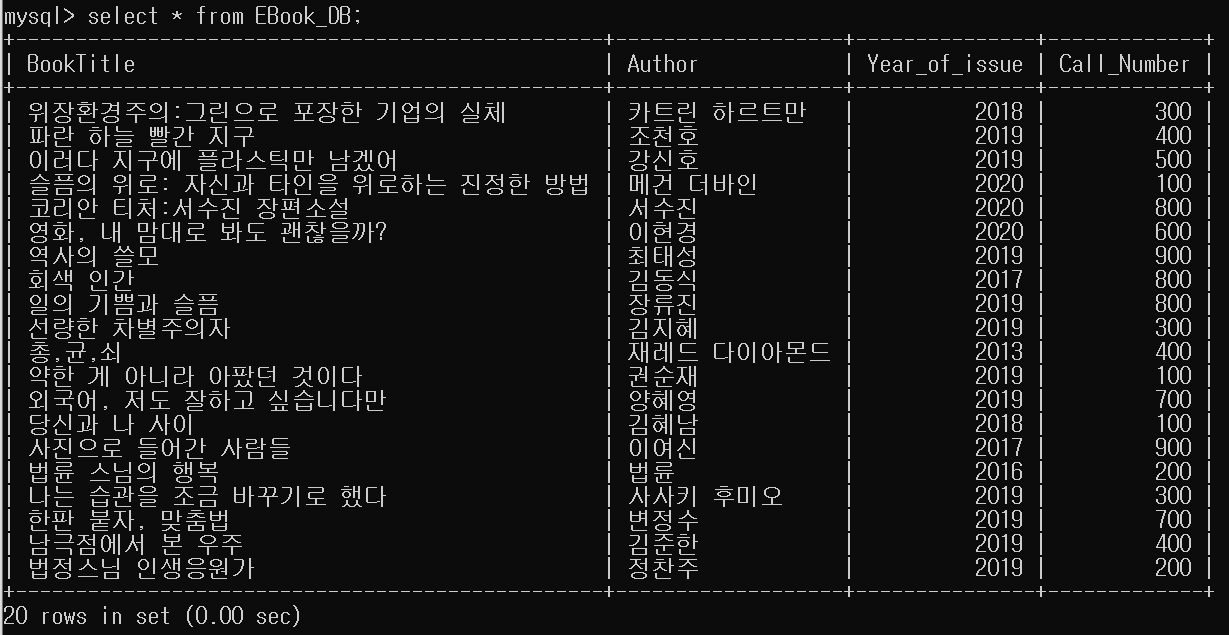 mysql> select * from EBook_DB;
| BookTitle | Author | Year_of_issue | Call_Number |
| 위장환경주의:그린으로 포장한 기업의 실체 | 카트린 하르트만 | 2018 | 300 |
| 파란 하늘 빨간 지구 | 조천호 | 2019 | 400 |
| 이러다 지구에 플라스틱만 남겠어 | 강신호 | 2019 | 500 |
| 슬픔의 위로: 자신과 타인을 위로하는 진정한 방법 | 메건 더바인 | 2020 | 100 |
| 코리안 티처:서수진 장편소설 | 서수진 | 2020 | 800 |
| 영화, 내 맘대로 봐도 괜찮을까? | 이현경 | 2020 | 600 |
| 역사의 쓸모 | 최태성 | 2019 | 900 |
| 회색 인간 | 김동식 | 2017 | 800 |
| 일의 기쁨과 슬픔 | 장류진 | 2019 | 800 |
| 선량한 차별주의자 | 김지혜 | 2019 | 300 |
| 총,균,쇠 | 재레드 다이아몬드 | 2013 | 400 |
| 약한 게 아니라 아팠던 것이다 | 권순재 | 2019 | 100 |
| 외국어, 저도 잘하고 싶습니다만 | 양혜영 | 2019 | 700 |
| 당신과 나 사이 | 김혜남 | 2018 | 100 |
| 사진으로 들어간 사람들 | 이여신 | 2017 | 900 |
| 법륜 스님의 행복 | 법륜 | 2016 | 200 |
| 나는 습관을 조금 바꾸기로 했다 | 사사키 후미오 | 2019 | 300 |
| 한판 붙자, 맞춤법 | 변정수 | 2019 | 700 |
| 남극점에서 본 우주 | 김준한 | 2019 | 400 |
| 법정스님 인생응원가 | 정찬주 | 2019 | 200 |
20 rows in set (0.00 sec)